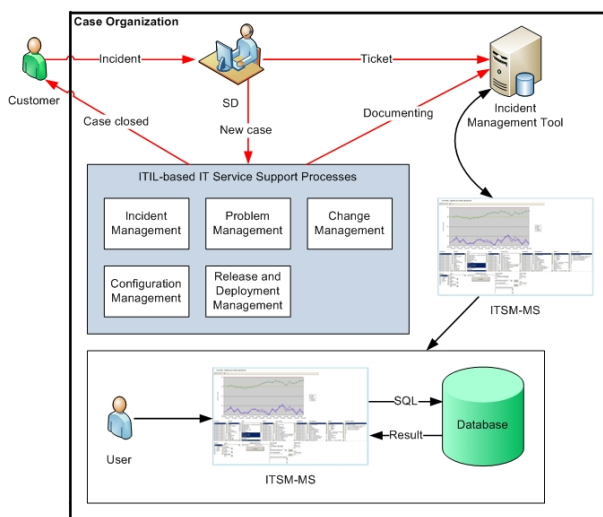 Case Organization
Incident
Ticket
Customer
SD
Incident
Management Tool
Case closed
New case
Documenting
ITIL-based IT Service Support Processes
Incident
Management
Problem
Management
Change
Management
Configuration
Management
Release and
Deployment
Management
ITSM-MS
User
ITSM-MS
SQL
Result
Database